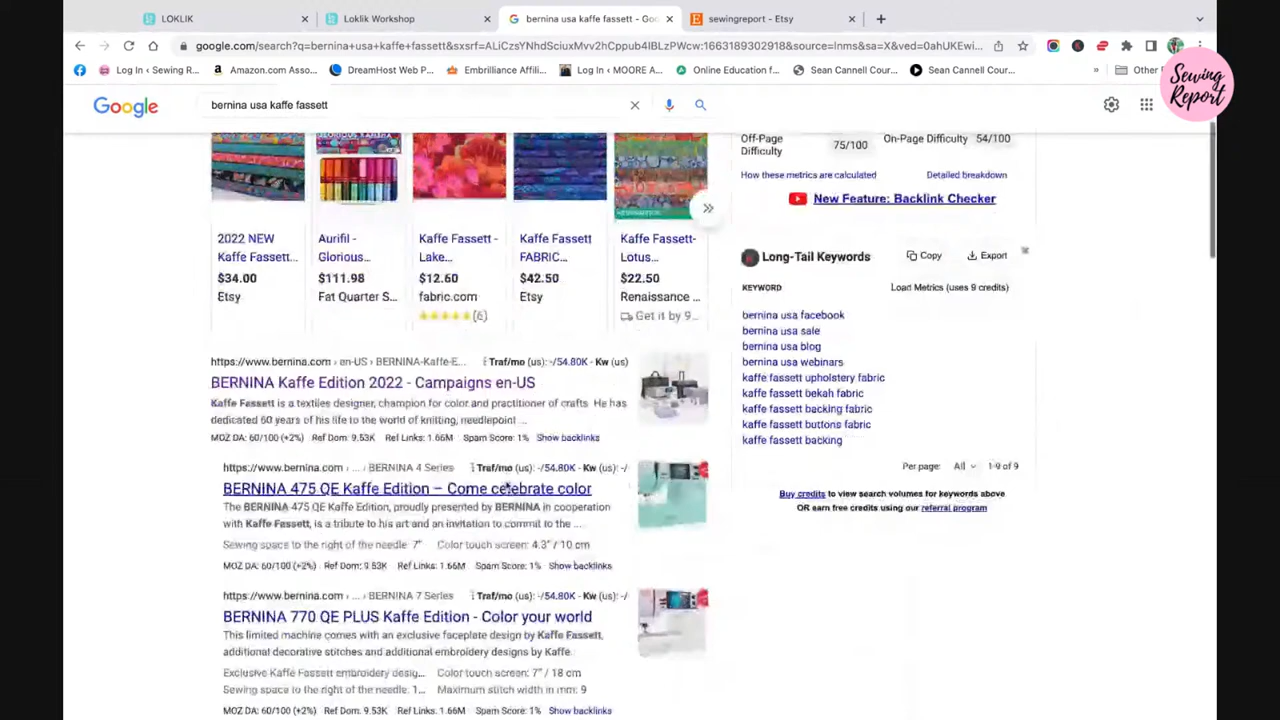 LOKLIK
Loklik Workshop
bernina usa kaffe fassett - Goo
sewingreport - Etsy
google.com/search?q=bernina+usa+kaffe+fassett&sxsrf=ALiCzsYNhdSciuxMvv2hCppub4IBLzPWcw:1663189302918&source=lnms&sa=X&ved=0ahUKEwi...
Log In ‹ Sewing R...
Amazon.com Asso...
DreamHost Web P...
Embrilliance Affili...
Log In ‹ MOORE A...
Online Education f...
Sean Cannell Cour...
Sean Cannell Cour...
»
Other
Sewing
Report
Google
bernina usa kaffe fassett
2022 NEW
Kaffe Fassett...
$34.00
Etsy
Aurifil -
Glorious...
$111.98
Fat Quarter S...
Kaffe Fassett -
Lake...
$12.60
fabric.com
(6)
Kaffe Fassett
FABRIC...
$42.50
Etsy
Kaffe Fassett-
Lotus...
$22.50
Renaissance ...
Get it by 9...
https://www.bernina.com › en-US › BERNINA-Kaffe-E...
Traf/mo (us): -/54.80K - Kw (us)
BERNINA Kaffe Edition 2022 - Campaigns en-US
Kaffe Fassett is a textiles designer, champion for color and practitioner of crafts. He has
dedicated 60 years of his life to the world of knitting, needlepoint ...
MOZ DA: 60/100 (+2%) Ref Dom: 9.53K Ref Links: 1.66M Spam Score: 1% Show backlinks
https://www.bernina.com › ... › BERNINA 4 Series
Traf/mo (us): -/54.80K - Kw (us): -/
BERNINA 475 QE Kaffe Edition – Come celebrate color
The BERNINA 475 QE Kaffe Edition, proudly presented by BERNINA in cooperation
with Kaffe Fassett, is a tribute to his art and an invitation to commit to the ...
Sewing space to the right of the needle: 7" Color touch screen: 4.3" / 10 cm
MOZ DA: 60/100 (+2%) Ref Dom: 9.53K Ref Links: 1.66M Spam Score: 1% Show backlinks
https://www.bernina.com › ... › BERNINA 7 Series
Traf/mo (us): -/54.80K - Kw (us): -/
BERNINA 770 QE PLUS Kaffe Edition - Color your world
This limited machine comes with an exclusive faceplate design by Kaffe Fassett,
additional decorative stitches and additional embroidery designs by Kaffe.
Exclusive Kaffe Fassett embroidery desig... Color touch screen: 7" / 18 cm
Sewing space to the right of the needle: 1... Maximum stitch width in mm: 9
MOZ DA: 60/100 (+2%) Ref Dom: 9.53K Ref Links: 1.66M Spam Score: 1% Show backlinks
Off-Page
Difficulty
75/100
On-Page Difficulty
54/100
How these metrics are calculated
Detailed breakdown
New Feature: Backlink Checker
Long-Tail Keywords
Copy
Export
KEYWORD
Load Metrics (uses 9 credits)
bernina usa facebook
bernina usa sale
bernina usa blog
bernina usa webinars
kaffe fassett upholstery fabric
kaffe fassett bekah fabric
kaffe fassett backing fabric
kaffe fassett buttons fabric
kaffe fassett backing
Per page: All
1-9 of 9
Buy credits to view search volumes for keywords above
OR earn free credits using our referral program